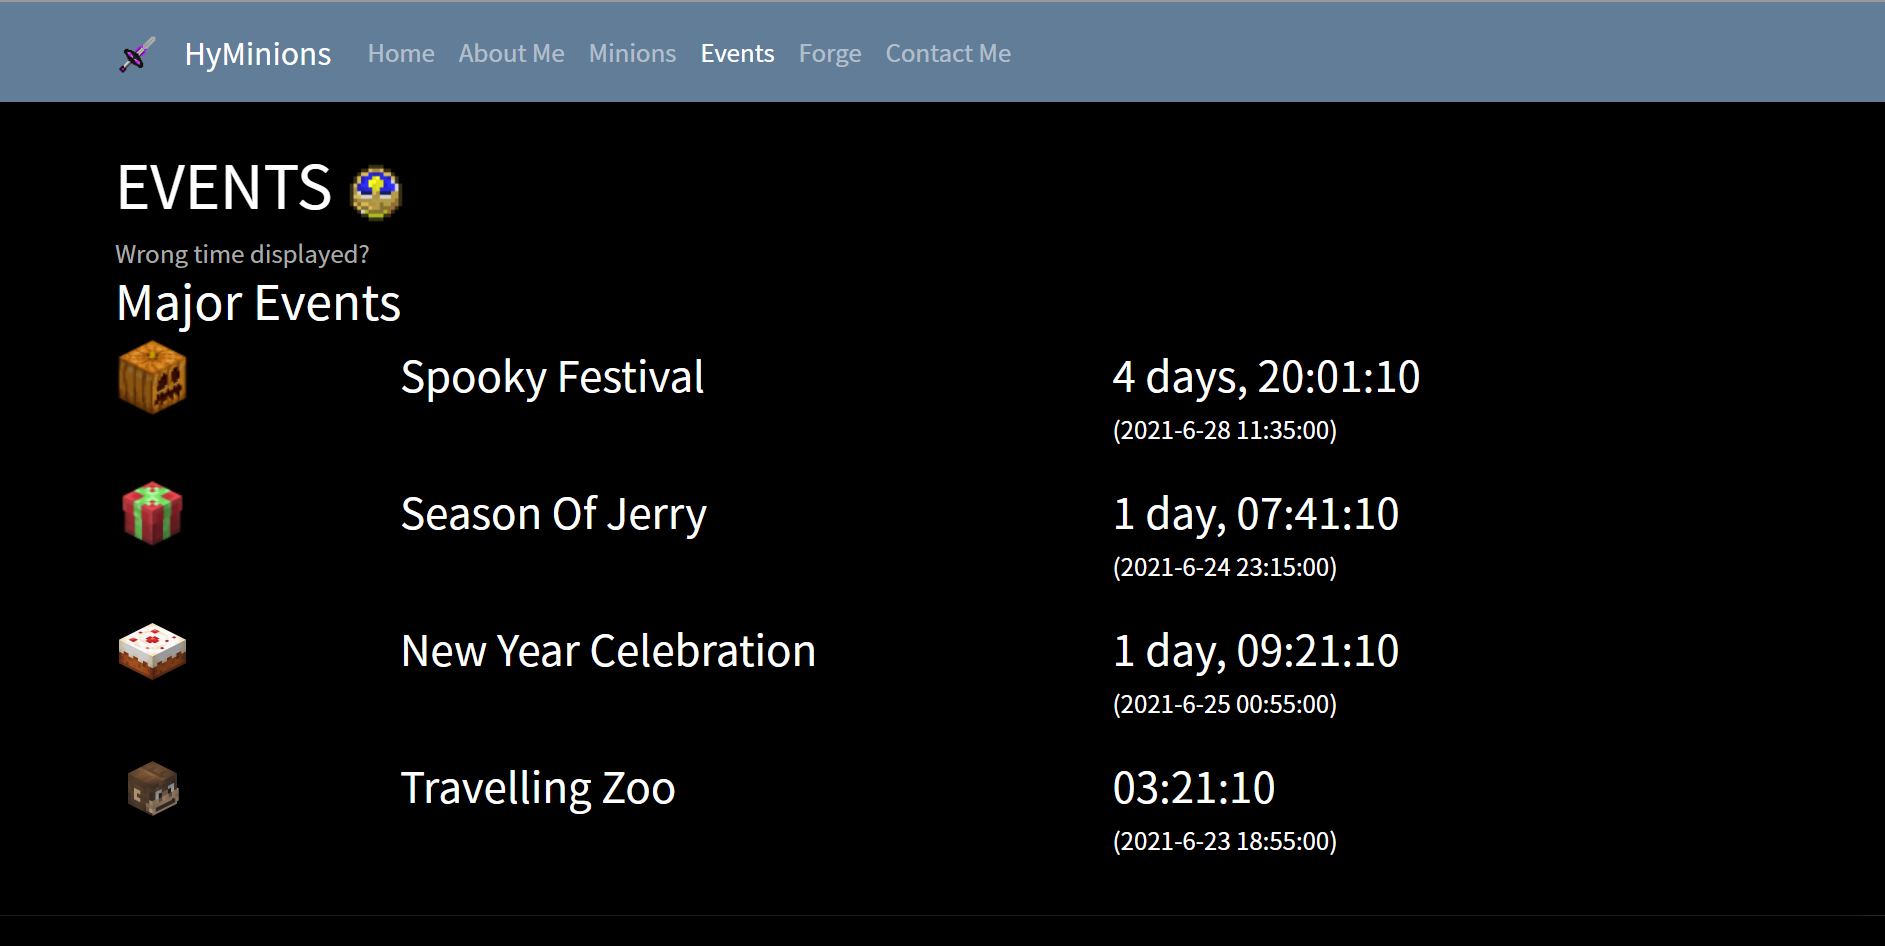 HyMinions Home About Me Minions Events Forge Contact Me
EVENTS
Wrong time displayed?
Major Events
Spooky Festival 4 days, 20:01:10
(2021-6-28 11:35:00)
Season Of Jerry 1 day, 07:41:10
(2021-6-24 23:15:00)
New Year Celebration 1 day, 09:21:10
(2021-6-25 00:55:00)
Travelling Zoo 03:21:10
(2021-6-23 18:55:00)